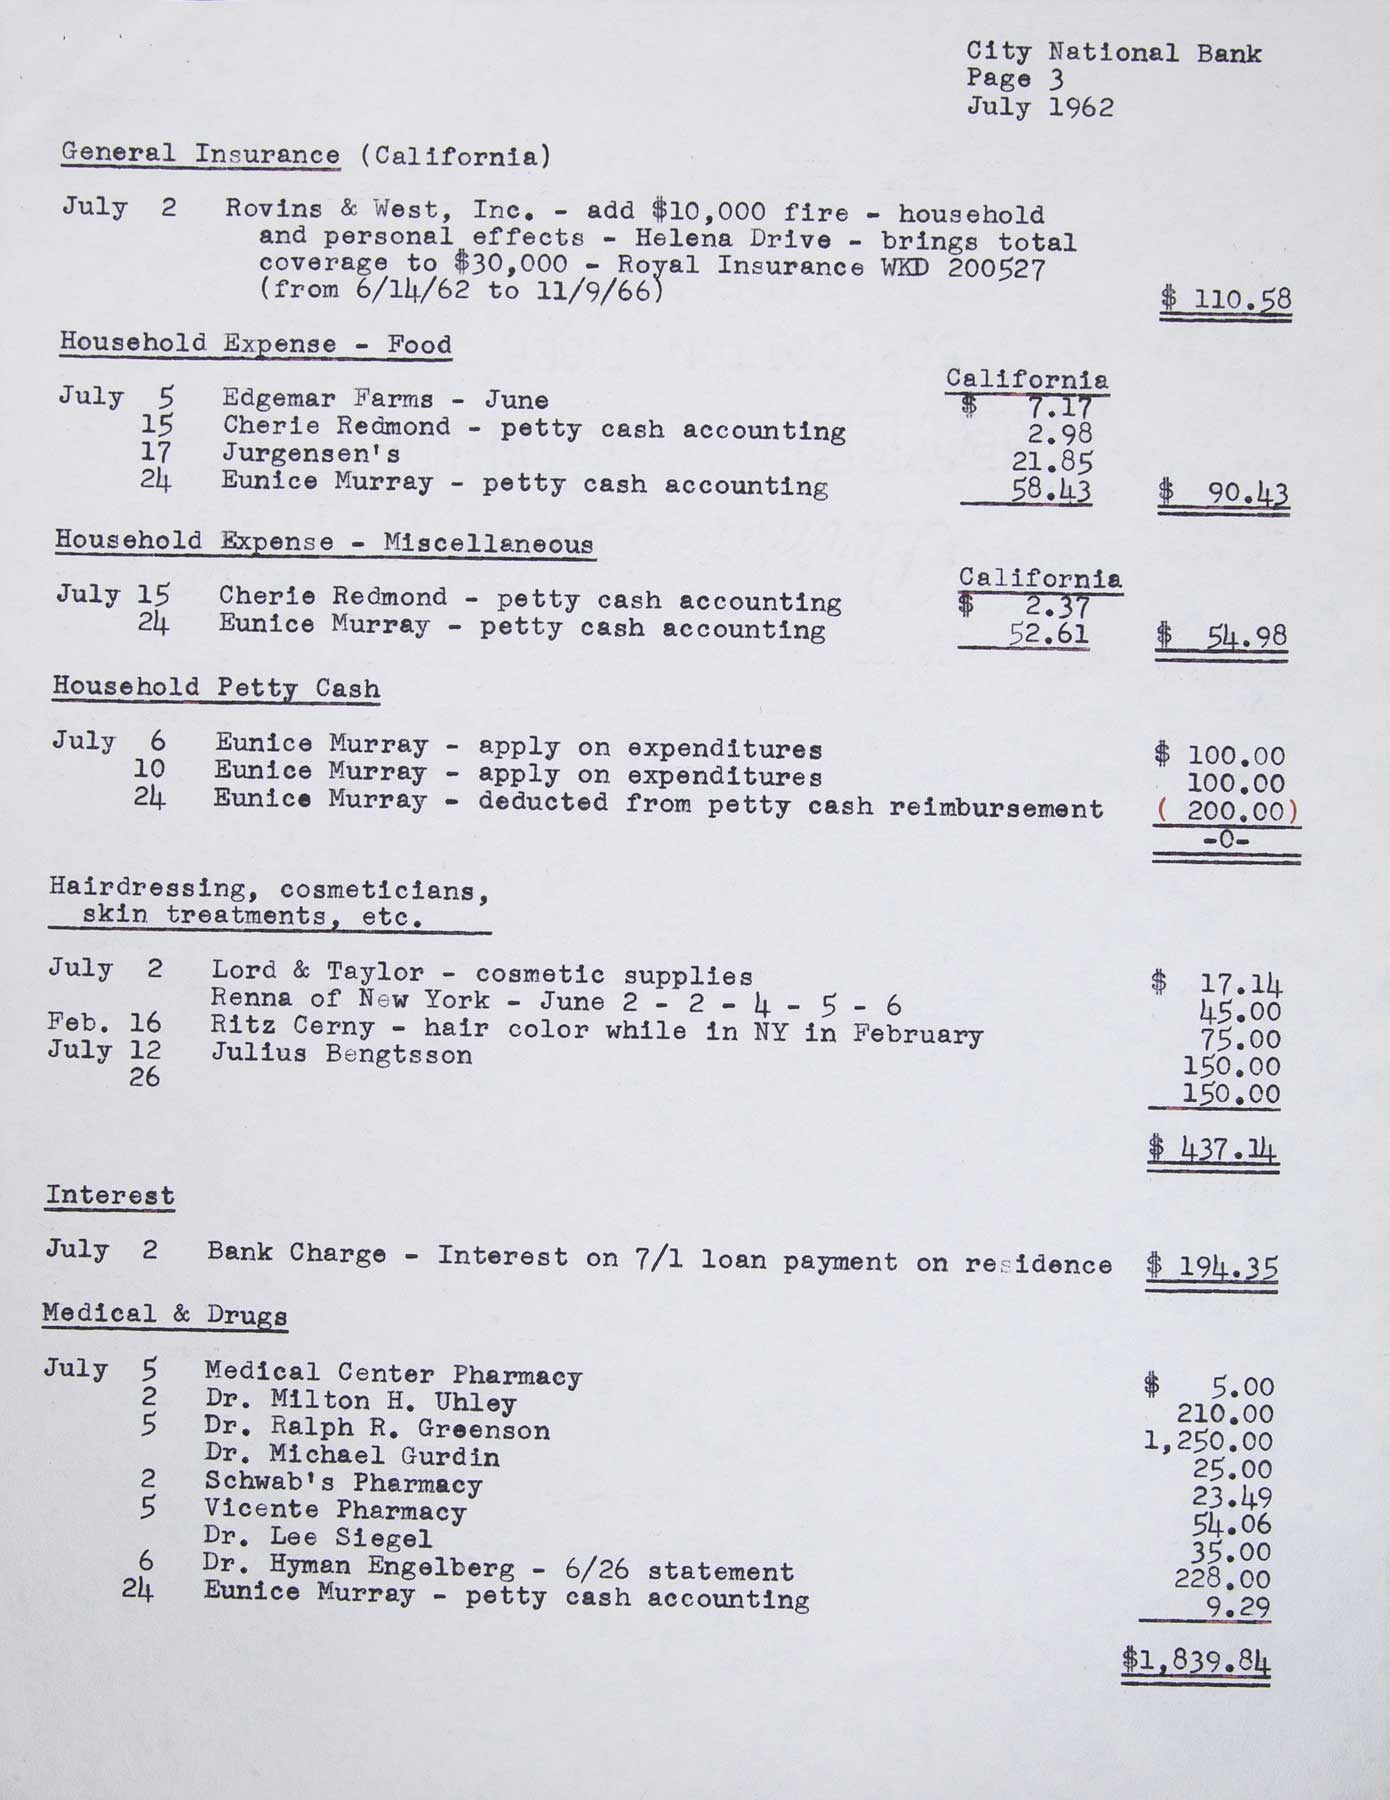 City National Bank
Page 3
July 1962
General Insurance (California)
July 2 Rovins & West, Inc. - add $10,000 fire - household
and personal effects - Helena Drive - brings total
coverage to $30,000 - Royal Insurance WKD 200527
(from 6/14/62 to 11/9/66) $ 110.58
Household Expense - Food
California
July 5 Edgemar Farms - June $ 7.17
15 Cherie Redmond - petty cash accounting 2.98
17 Jurgensen's 21.85
24 Eunice Murray - petty cash accounting 58.43 $ 90.43
Household Expense - Miscellaneous
California
July 15 Cherie Redmond - petty cash accounting $ 2.37
24 Eunice Murray - petty cash accounting 52.61 $ 54.98
Household Petty Cash
July 6 Eunice Murray - apply on expenditures $ 100.00
10 Eunice Murray - apply on expenditures 100.00
24 Eunice Murray - deducted from petty cash reimbursement ( 200.00)
-0-
Hairdressing, cosmeticians,
skin treatments, etc.
July 2 Lord & Taylor - cosmetic supplies $ 17.14
Renna of New York - June 2 - 2 - 4 - 5 - 6 45.00
Feb. 16 Ritz Cerny - hair color while in NY in February 75.00
July 12 Julius Bengtsson 150.00
26 150.00
$ 437.14
Interest
July 2 Bank Charge - Interest on 7/1 loan payment on residence $ 194.35
Medical & Drugs
July 5 Medical Center Pharmacy $ 5.00
2 Dr. Milton H. Uhley 210.00
5 Dr. Ralph R. Greenson 1,250.00
Dr. Michael Gurdin 25.00
2 Schwab's Pharmacy 23.49
5 Vicente Pharmacy 54.06
Dr. Lee Siegel 35.00
6 Dr. Hyman Engelberg - 6/26 statement 228.00
24 Eunice Murray - petty cash accounting 9.29
$1,839.84